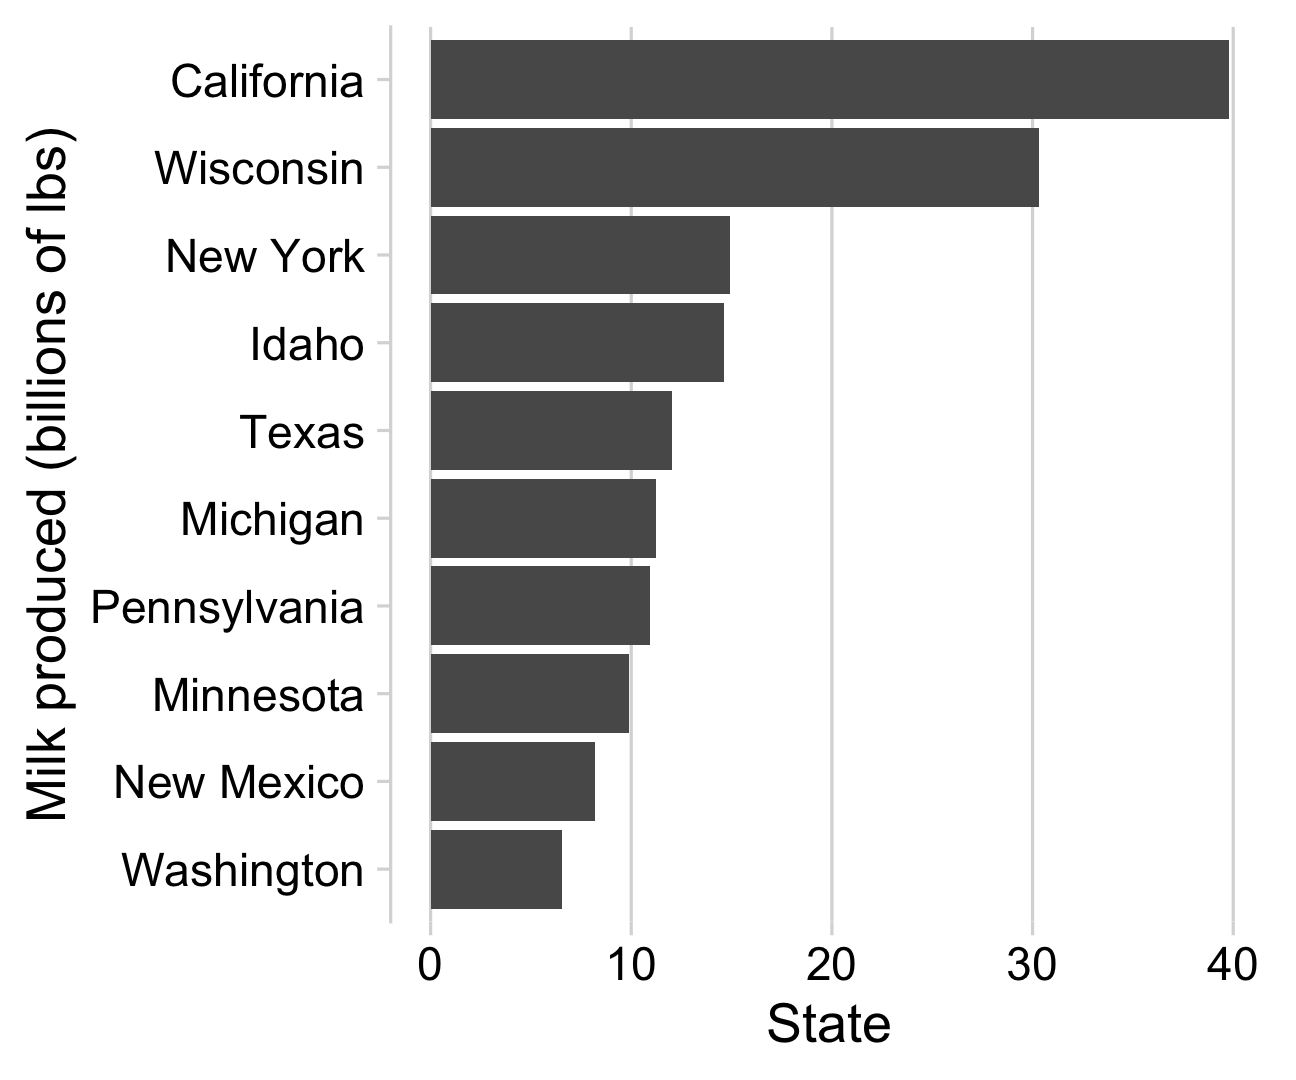 Milk produced (billions of lbs)
California
Wisconsin
New York
Idaho
Texas
Michigan
Pennsylvania
Minnesota
New Mexico
Washington
0 10 20 30 40
State